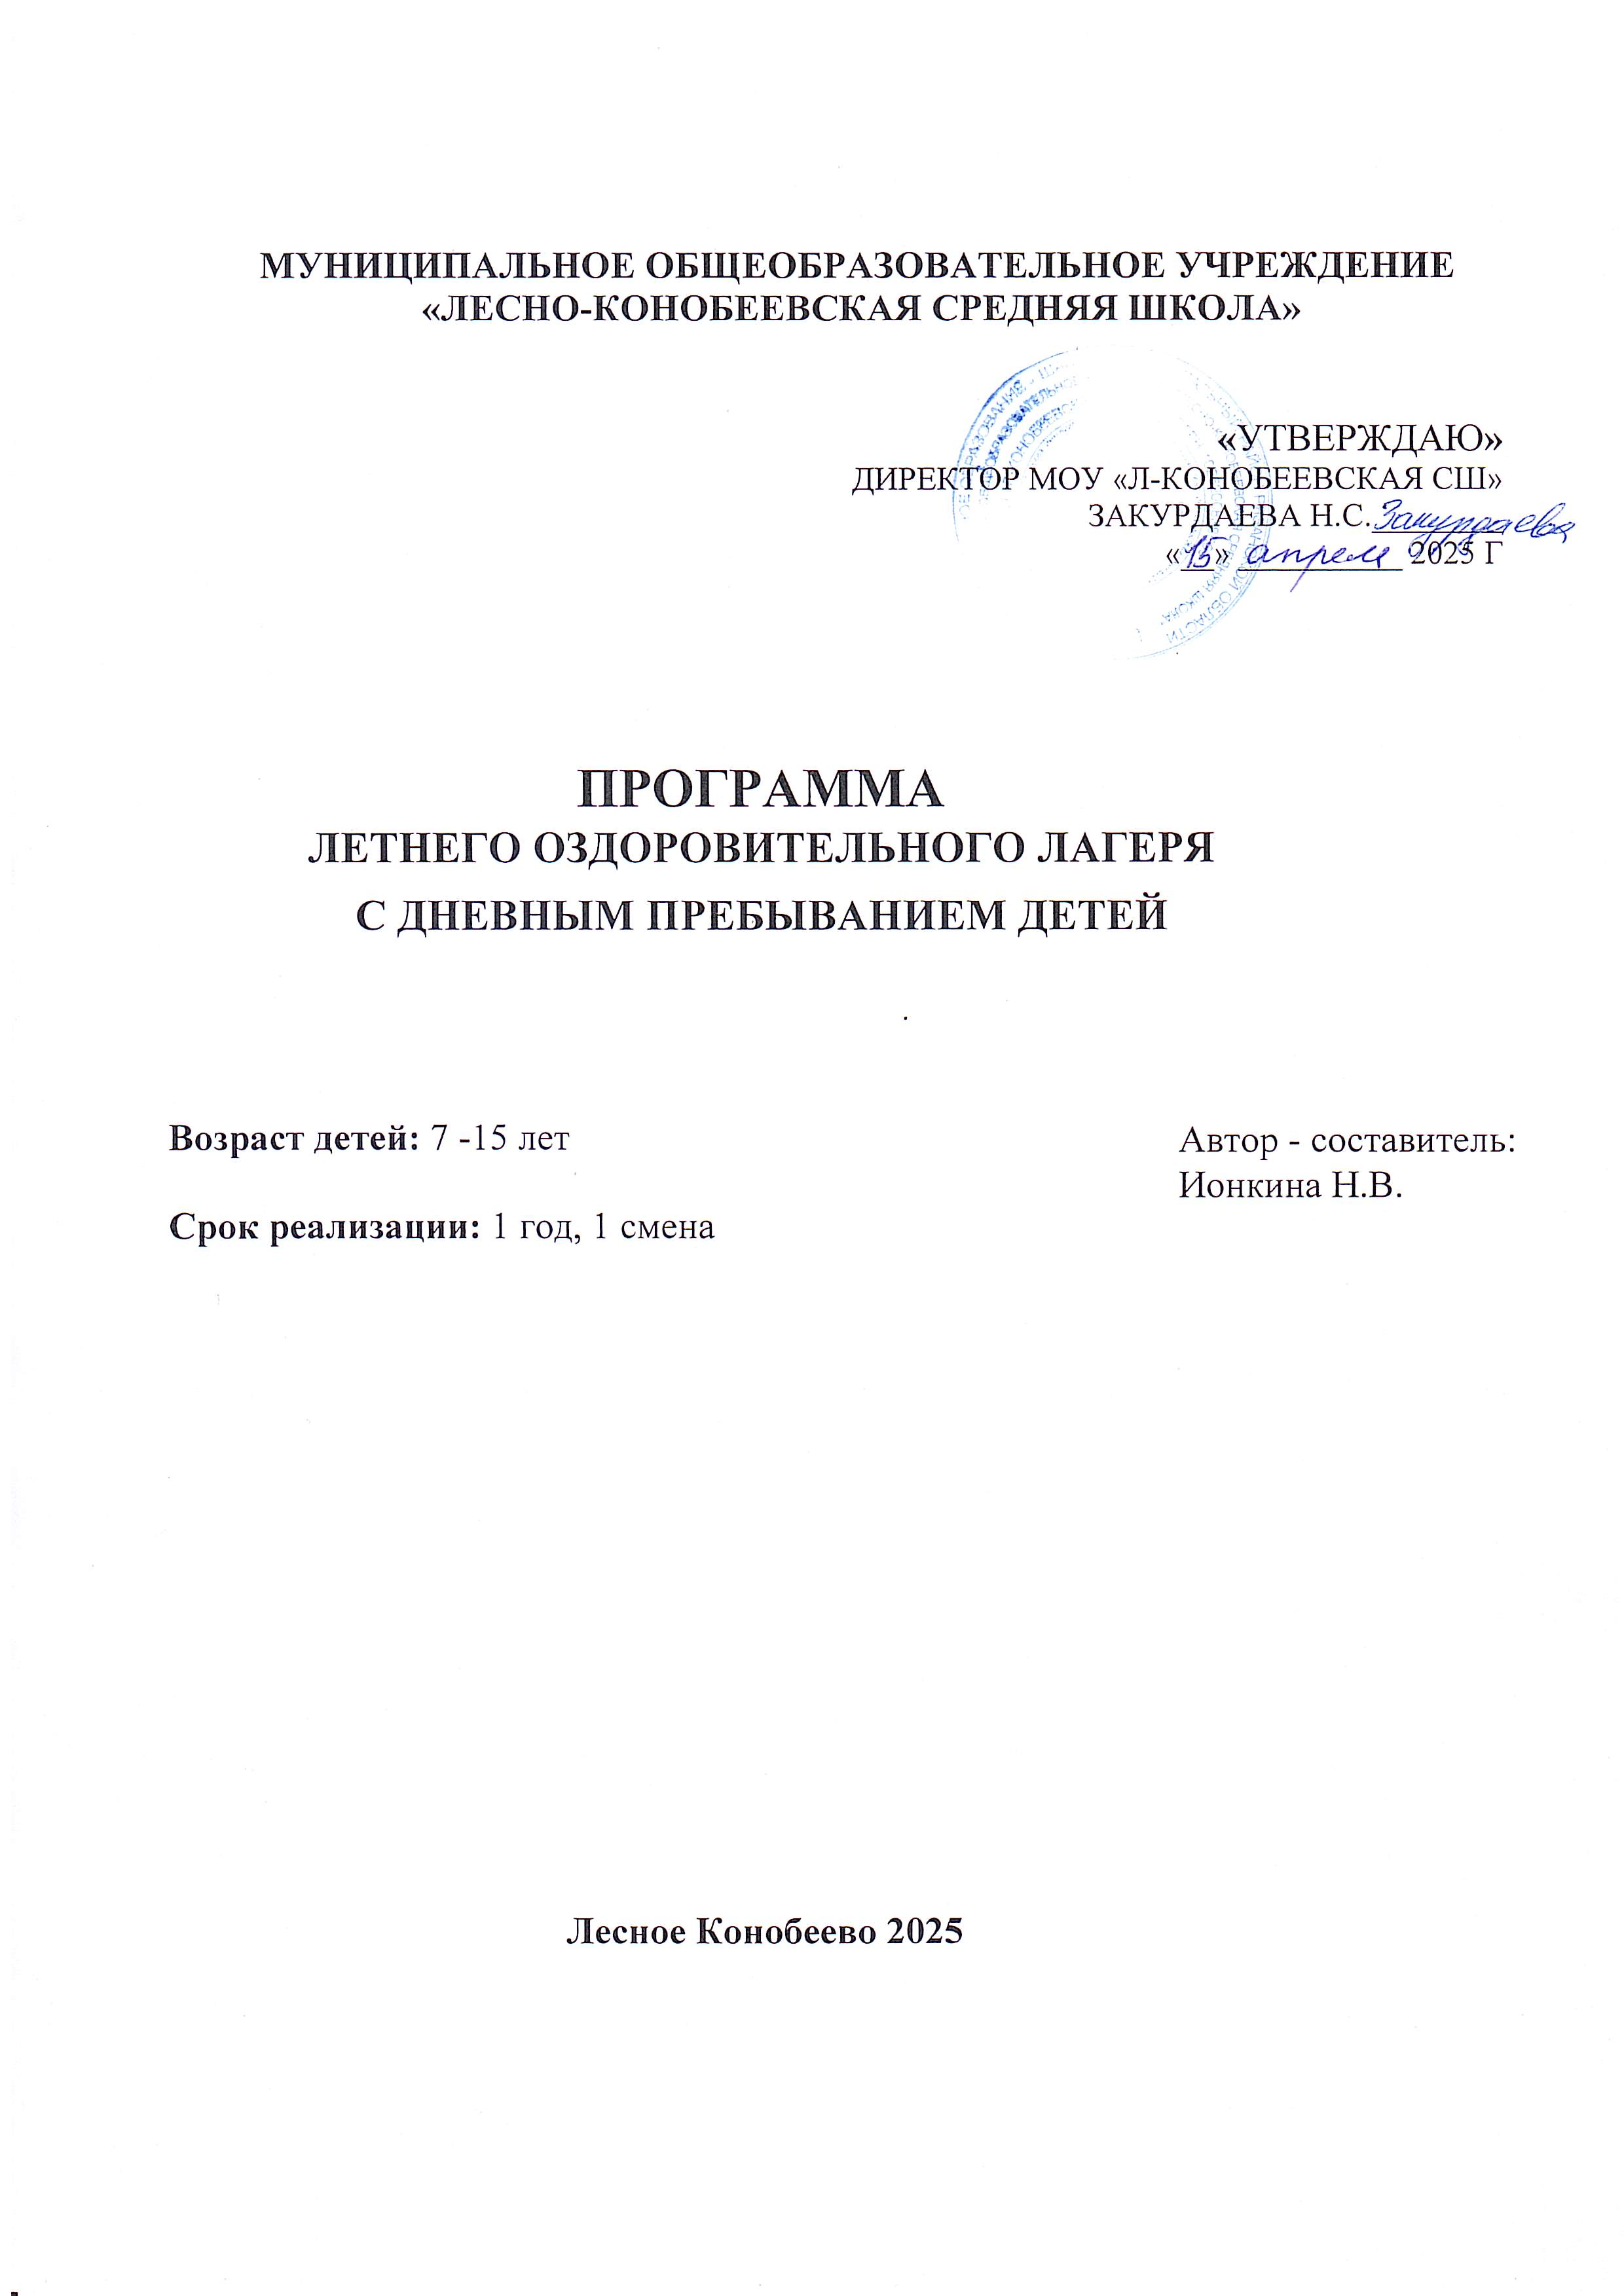 МУНИЦИПАЛЬНОЕ ОБЩЕОБРАЗОВАТЕЛЬНОЕ УЧРЕЖДЕНИЕ
«ЛЕСНО-КОНОБЕЕВСКАЯ СРЕДНЯЯ ШКОЛА»
«УТВЕРЖДАЮ»
ДИРЕКТОР МОУ «Л-КОНОБЕЕВСКАЯ СШ»
ЗАКУРДАЕВА Н.С. Закурдаева
«15» апреля 2025 Г
ПРОГРАММА
ЛЕТНЕГО ОЗДОРОВИТЕЛЬНОГО ЛАГЕРЯ
С ДНЕВНЫМ ПРЕБЫВАНИЕМ ДЕТЕЙ
Возраст детей: 7 -15 лет
Автор - составитель:
Ионкина Н.В.
Срок реализации: 1 год, 1 смена
Лесное Конобеево 2025